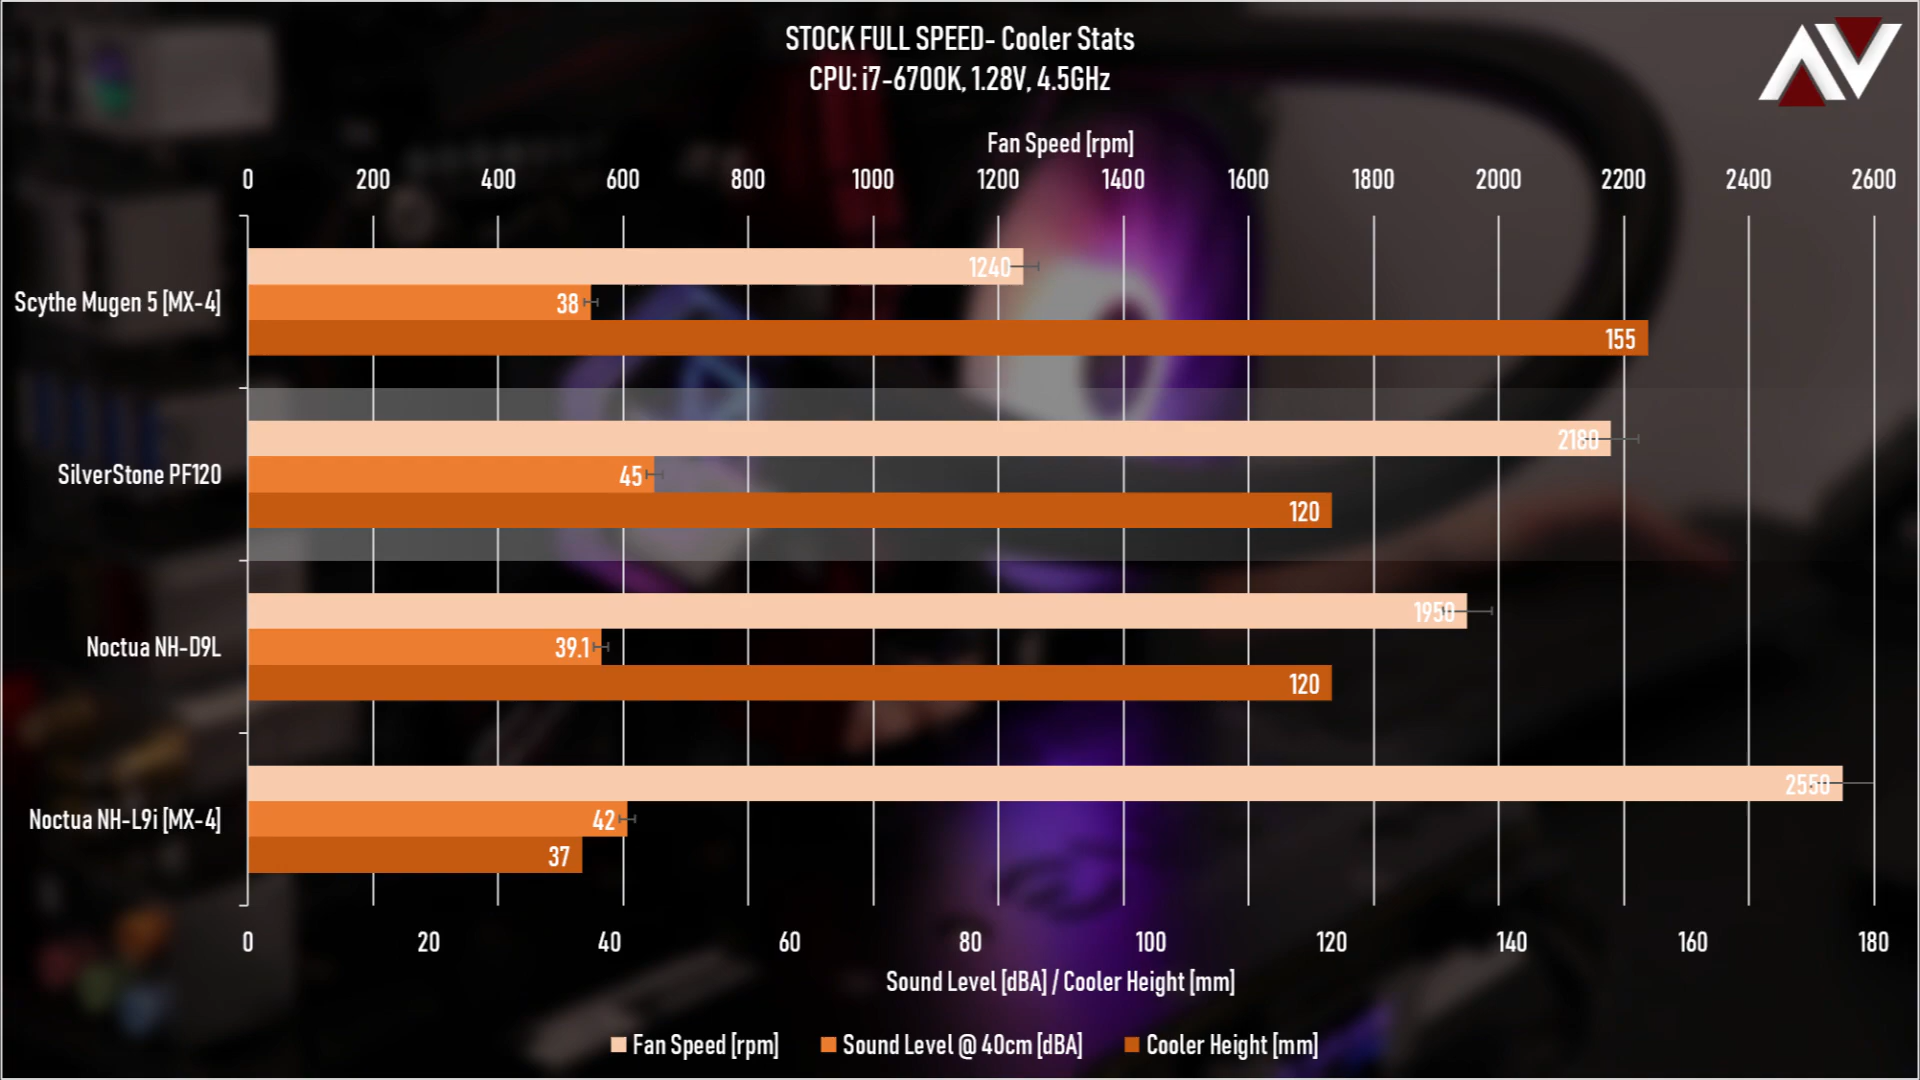 STOCK FULL SPEED- Cooler Stats
CPU: i7-6700K, 1.28V, 4.5GHz
Fan Speed [rpm]
0 200 400 600 800 1000 1200 1400 1600 1800 2000 2200 2400 2600
Scythe Mugen 5 [MX-4]
1240
38
155
SilverStone PF120
2180
45
120
Noctua NH-D9L
1950
39.1
120
Noctua NH-L9i [MX-4]
2550
42
37
0 20 40 60 80 100 120 140 160 180
Sound Level [dBA] / Cooler Height [mm]
Fan Speed [rpm] Sound Level @ 40cm [dBA] Cooler Height [mm]